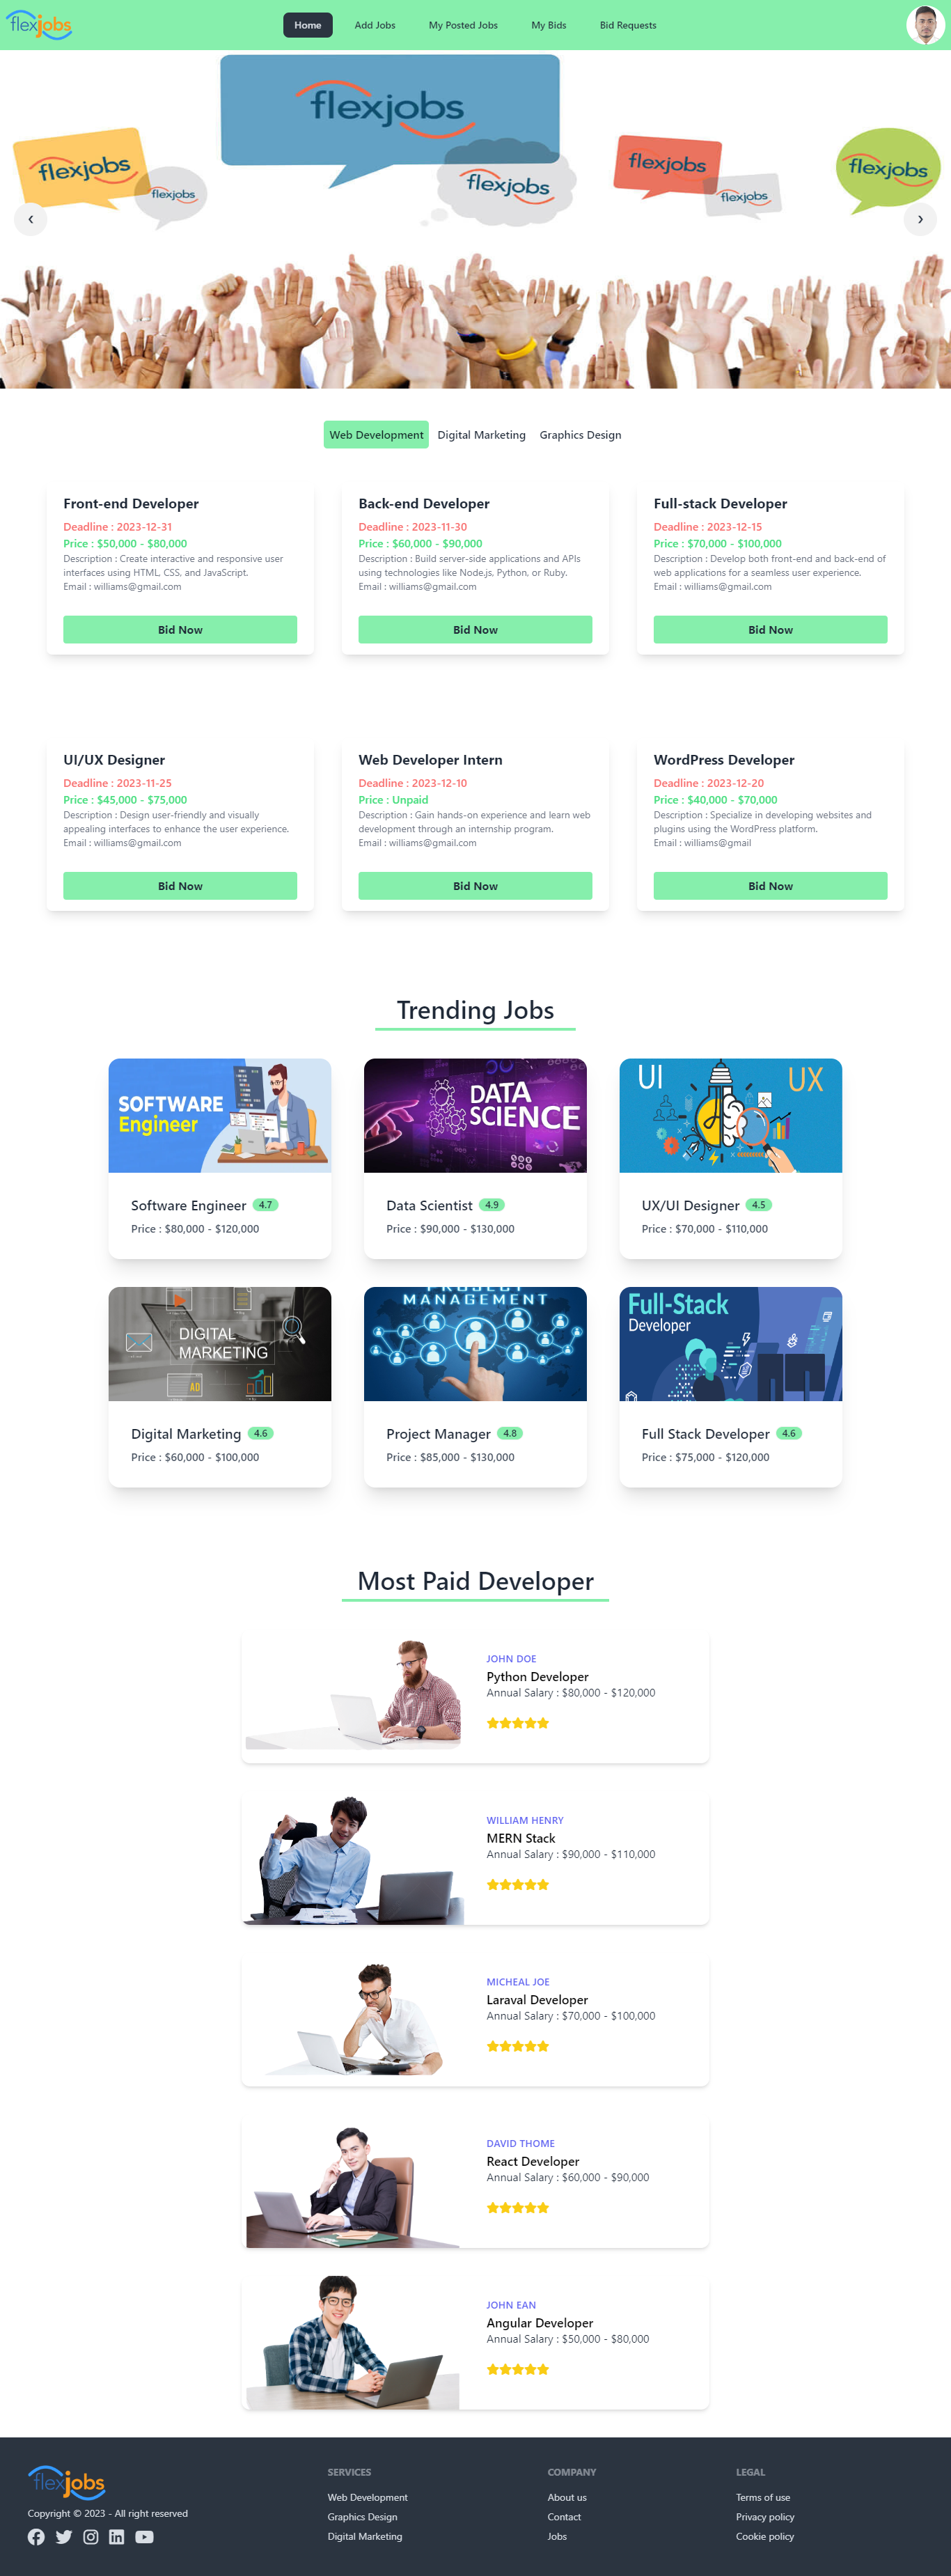 flexjobs
Home
Add Jobs
My Posted Jobs
My Bids
Bid Requests
flexjobs
flexjobs
flexjobs
flexjobs
flexjobs
flexjobs
flexjobs
‹
›
Web Development
Digital Marketing
Graphics Design
Front-end Developer
Deadline : 2023-12-31
Price : $50,000 - $80,000
Description : Create interactive and responsive user
interfaces using HTML, CSS, and JavaScript.
Email : williams@gmail.com
Bid Now
Back-end Developer
Deadline : 2023-11-30
Price : $60,000 - $90,000
Description : Build server-side applications and APIs
using technologies like Node.js, Python, or Ruby.
Email : williams@gmail.com
Bid Now
Full-stack Developer
Deadline : 2023-12-15
Price : $70,000 - $100,000
Description : Develop both front-end and back-end of
web applications for a seamless user experience.
Email : williams@gmail.com
Bid Now
UI/UX Designer
Deadline : 2023-11-25
Price : $45,000 - $75,000
Description : Design user-friendly and visually
appealing interfaces to enhance the user experience.
Email : williams@gmail.com
Bid Now
Web Developer Intern
Deadline : 2023-12-10
Price : Unpaid
Description : Gain hands-on experience and learn web
development through an internship program.
Email : williams@gmail.com
Bid Now
WordPress Developer
Deadline : 2023-12-20
Price : $40,000 - $70,000
Description : Specialize in developing websites and
plugins using the WordPress platform.
Email : williams@gmail
Bid Now
Trending Jobs
SOFTWARE
Engineer
Software Engineer 4.7
Price : $80,000 - $120,000
DATA
SCIENCE
Data Scientist 4.9
Price : $90,000 - $130,000
UI UX
UX/UI Designer 4.5
Price : $70,000 - $110,000
DIGITAL
MARKETING
AD
Digital Marketing 4.6
Price : $60,000 - $100,000
PROJECT
MANAGEMENT
Project Manager 4.8
Price : $85,000 - $130,000
Full-Stack
Developer
Full Stack Developer 4.6
Price : $75,000 - $120,000
Most Paid Developer
JOHN DOE
Python Developer
Annual Salary : $80,000 - $120,000
WILLIAM HENRY
MERN Stack
Annual Salary : $90,000 - $110,000
MICHEAL JOE
Laraval Developer
Annual Salary : $70,000 - $100,000
DAVID THOME
React Developer
Annual Salary : $60,000 - $90,000
JOHN EAN
Angular Developer
Annual Salary : $50,000 - $80,000
flexjobs
Copyright © 2023 - All right reserved
SERVICES
Web Development
Graphics Design
Digital Marketing
COMPANY
About us
Contact
Jobs
LEGAL
Terms of use
Privacy policy
Cookie policy